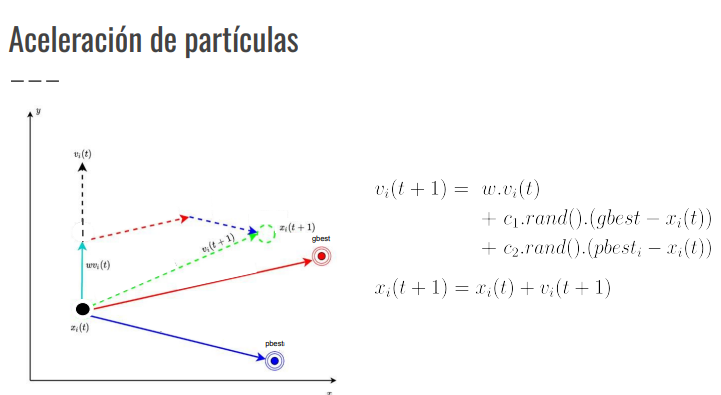 Aceleración de partículas
y
v_i(t)
x_i(t + 1)
gbest
v_i(t + 1)
wv_i(t)
x_i(t)
pbest
x
v_i(t + 1) = w.v_i(t)
+ c_1.rand().(gbest − x_i(t))
+ c_2.rand().(pbest_i − x_i(t))
x_i(t + 1) = x_i(t) + v_i(t + 1)